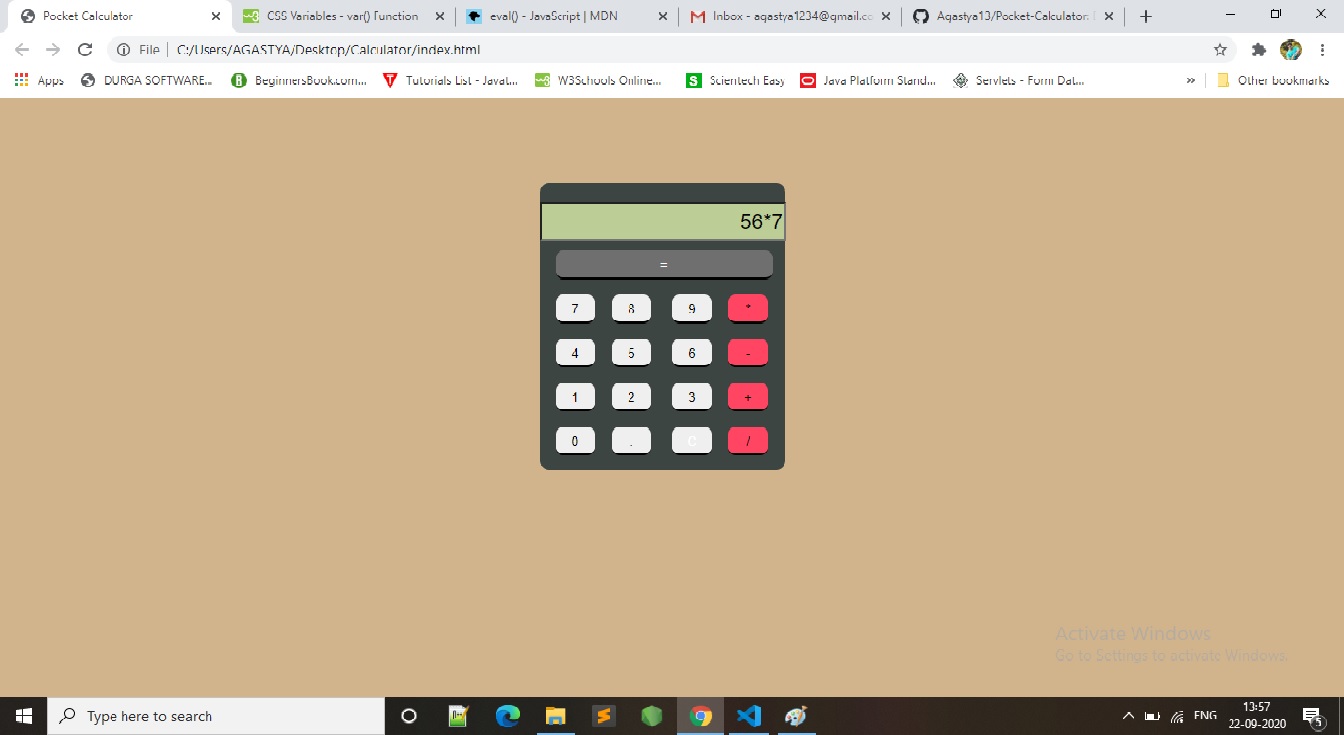 Pocket Calculator
CSS Variables - var() Function
eval() - JavaScript | MDN
Inbox - agastya1234@gmail.co
Agastya13/Pocket-Calculator:
File C:/Users/AGASTYA/Desktop/Calculator/index.html
Apps DURGA SOFTWARE... BeginnersBook.com... Tutorials List - Javat... W3Schools Online... Scientech Easy Java Platform Stand... Servlets - Form Dat... » Other bookmarks
56*7
=
7 8 9 *
4 5 6 -
1 2 3 +
0 . C /
Activate Windows
Go to Settings to activate Windows.
Type here to search
ENG
13:57
22-09-2020
5